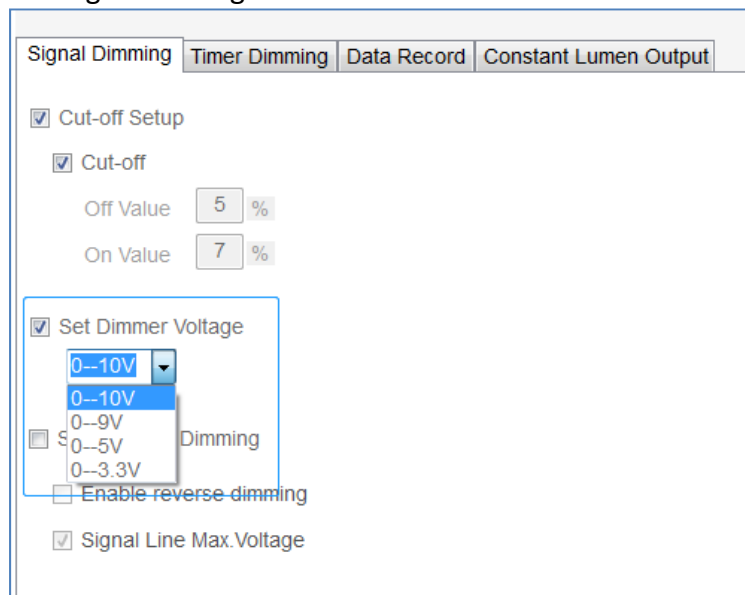 Signal Dimming Timer Dimming Data Record Constant Lumen Output
Cut-off Setup
Cut-off
Off Value 5 %
On Value 7 %
Set Dimmer Voltage
0--10V
0--10V
0--9V
0--5V
0--3.3V
Dimming
Enable reverse dimming
Signal Line Max.Voltage